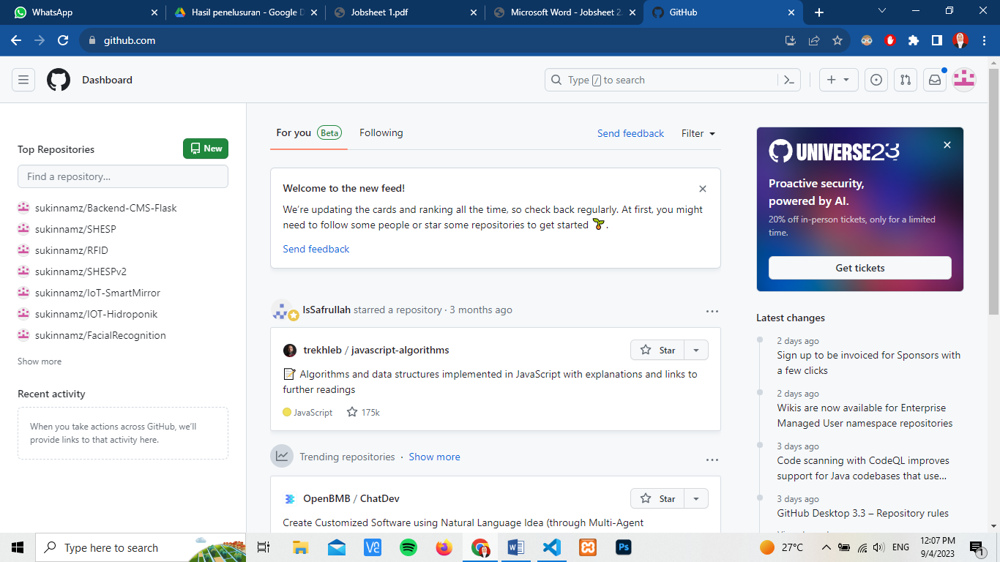 WhatsApp
Hasil penelusuran - Google D
Jobsheet 1.pdf
Microsoft Word - Jobsheet 2.
GitHub
github.com
Dashboard
Type / to search
Top Repositories
New
Find a repository...
sukinnamz/Backend-CMS-Flask
sukinnamz/SHESP
sukinnamz/RFID
sukinnamz/SHESPv2
sukinnamz/IoT-SmartMirror
sukinnamz/IOT-Hidroponik
sukinnamz/FacialRecognition
Show more
Recent activity
When you take actions across GitHub, we'll
provide links to that activity here.
For you Beta
Following
Send feedback
Filter
Welcome to the new feed!
We're updating the cards and ranking all the time, so check back regularly. At first, you might
need to follow some people or star some repositories to get started 🌱.
Send feedback
IsSafrullah starred a repository · 3 months ago
trekhleb / javascript-algorithms
Star
📝 Algorithms and data structures implemented in JavaScript with explanations and links to
further readings
JavaScript
175k
Trending repositories · Show more
OpenBMB / ChatDev
Star
Create Customized Software using Natural Language Idea (through Multi-Agent
UNIVERSE23
Proactive security,
powered by AI.
20% off in-person tickets, only for a limited
time.
Get tickets
Latest changes
2 days ago
Sign up to be invoiced for Sponsors with
a few clicks
2 days ago
Wikis are now available for Enterprise
Managed User namespace repositories
3 days ago
Code scanning with CodeQL improves
support for Java codebases that use...
3 days ago
GitHub Desktop 3.3 – Repository rules
Type here to search
V2
W
Ps
27°C
ENG
12:07 PM
9/4/2023
1